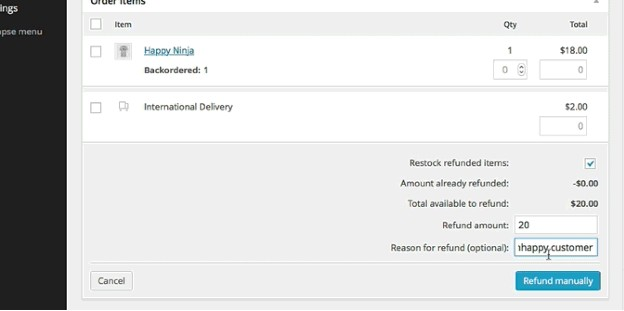 Order Items
Item Qty Total
Happy Ninja 1 $18.00
Backordered: 1 0 0
International Delivery $2.00
0
Restock refunded items:
Amount already refunded: -$0.00
Total available to refund: $20.00
Refund amount: 20
Reason for refund (optional): happy customer
Cancel Refund manually
ngs
pse menu